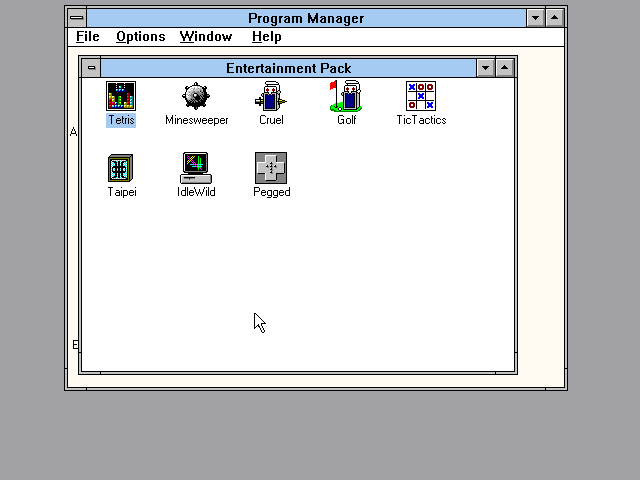 Program Manager
File Options Window Help
Entertainment Pack
Tetris Minesweeper Cruel Golf TicTactics
A
Taipei IdleWild Pegged
E